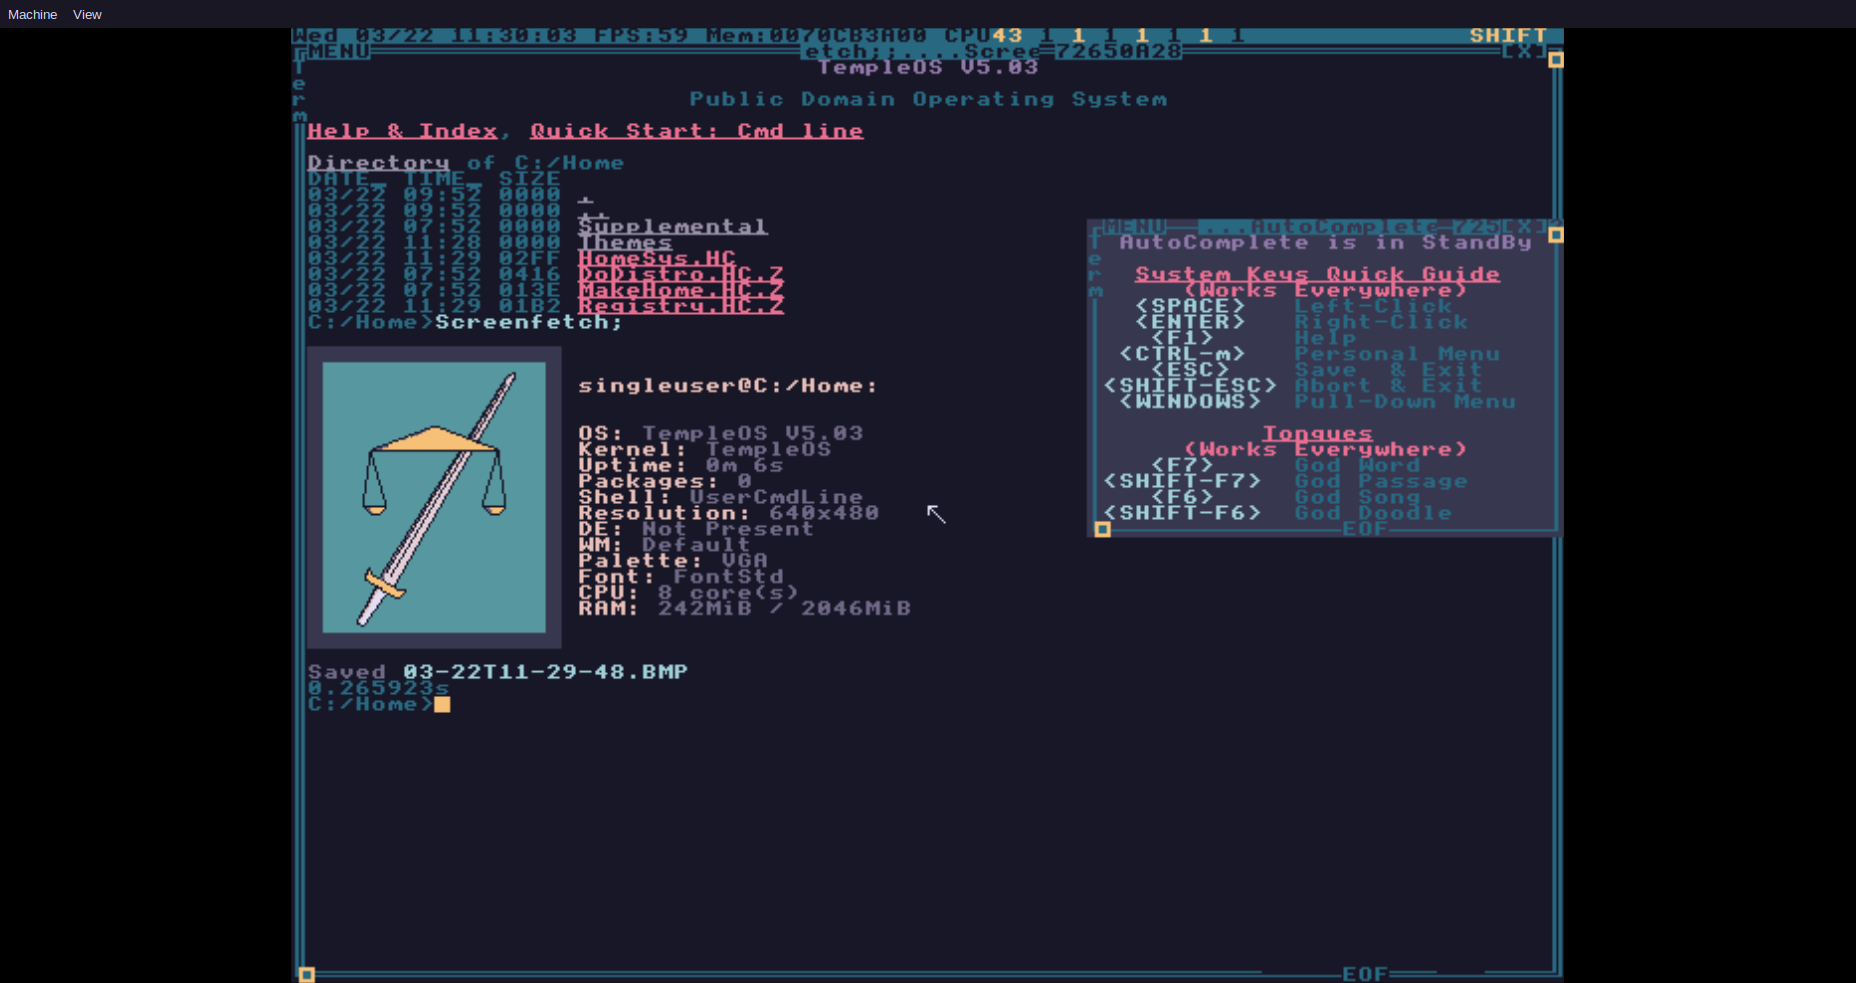 Machine View
Wed 03/22 11:30:03 FPS:59 Mem:0070CB3A00 CPU43 1 1 1 1 1 1 1 SHIFT
MENU etch;;....Scree 72650A28 [X]
Term
TempleOS V5.03
Public Domain Operating System
Help & Index, Quick Start: Cmd line
Directory of C:/Home
DATE_ TIME_ SIZE
03/22 09:52 0000 .
03/22 09:52 0000 ..
03/22 07:52 0000 Supplemental
03/22 11:28 0000 Themes
03/22 11:29 02FF HomeSys.HC
03/22 07:52 0416 DoDistro.HC.Z
03/22 07:52 013E MakeHome.HC.Z
03/22 11:29 01B2 Registry.HC.Z
C:/Home>Screenfetch;
singleuser@C:/Home:
OS: TempleOS V5.03
Kernel: TempleOS
Uptime: 0m 6s
Packages: 0
Shell: UserCmdLine
Resolution: 640x480
DE: Not Present
WM: Default
Palette: VGA
Font: FontStd
CPU: 8 core(s)
RAM: 242MiB / 2046MiB
Saved 03-22T11-29-48.BMP
0.265923s
C:/Home>
MENU ...AutoComplete 725[X]
Term
AutoComplete is in StandBy
System Keys Quick Guide
(Works Everywhere)
<SPACE> Left-Click
<ENTER> Right-Click
<F1> Help
<CTRL-m> Personal Menu
<ESC> Save & Exit
<SHIFT-ESC> Abort & Exit
<WINDOWS> Pull-Down Menu
Tongues
(Works Everywhere)
<F7> God Word
<SHIFT-F7> God Passage
<F6> God Song
<SHIFT-F6> God Doodle
EOF
EOF